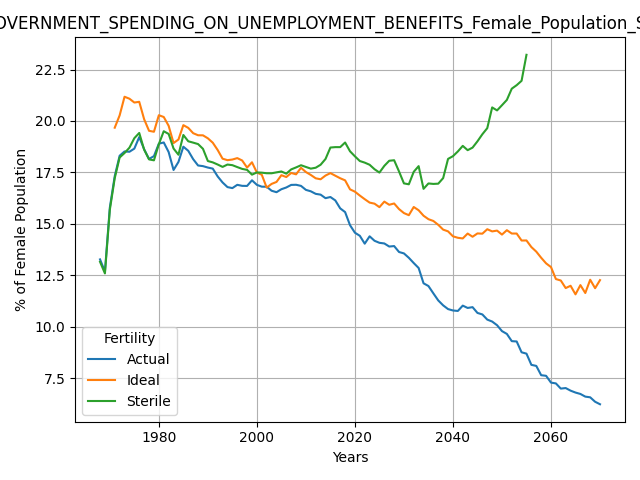 OVERNMENT_SPENDING_ON_UNEMPLOYMENT_BENEFITS_Female_Population_S
% of Female Population
22.5
20.0
17.5
15.0
12.5
10.0
7.5
Fertility
Actual
Ideal
Sterile
1980 2000 2020 2040 2060
Years